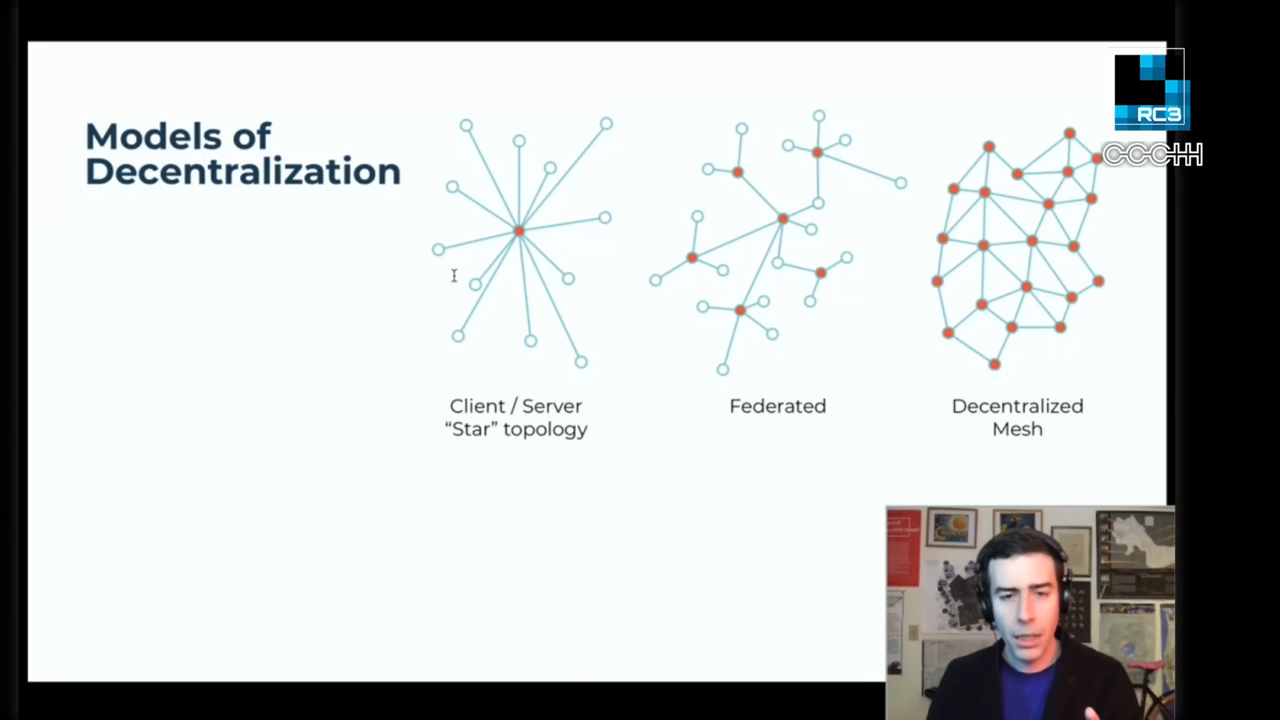 Models of
Decentralization
Client / Server
“Star” topology
Federated
Decentralized
Mesh
RC3
CCCHH